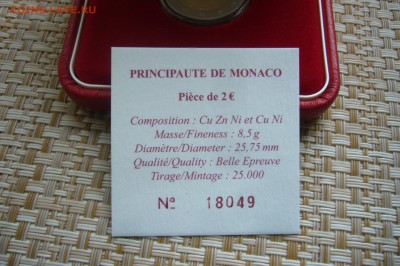 PRINCIPAUTE DE MONACO
Pièce de 2 €
Composition : Cu Zn Ni et Cu Ni
Masse/Fineness : 8,5 g
Diamètre/Diameter : 25,75 mm
Qualité/Quality : Belle Epreuve
Tirage/Mintage : 25.000
Nº 18049